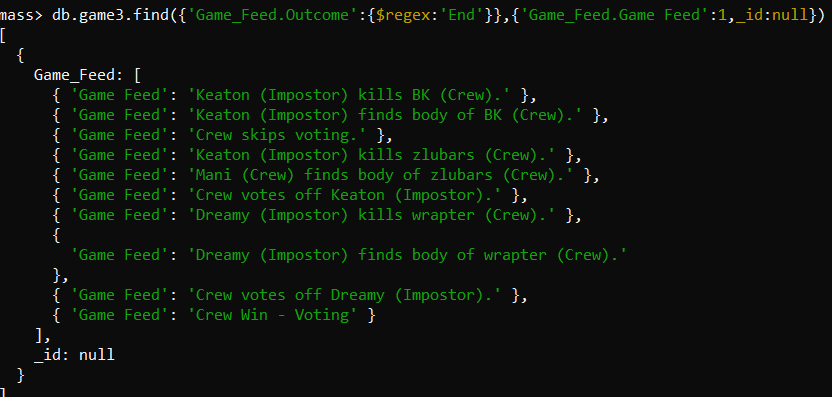 mass> db.game3.find({'Game_Feed.Outcome':{$regex:'End'}},{'Game_Feed.Game Feed':1,_id:null})
[
  {
    Game_Feed: [
      { 'Game Feed': 'Keaton (Impostor) kills BK (Crew).' },
      { 'Game Feed': 'Keaton (Impostor) finds body of BK (Crew).' },
      { 'Game Feed': 'Crew skips voting.' },
      { 'Game Feed': 'Keaton (Impostor) kills zlubars (Crew).' },
      { 'Game Feed': 'Mani (Crew) finds body of zlubars (Crew).' },
      { 'Game Feed': 'Crew votes off Keaton (Impostor).' },
      { 'Game Feed': 'Dreamy (Impostor) kills wrapter (Crew).' },
      {
        'Game Feed': 'Dreamy (Impostor) finds body of wrapter (Crew).'
      },
      { 'Game Feed': 'Crew votes off Dreamy (Impostor).' },
      { 'Game Feed': 'Crew Win - Voting' }
    ],
    _id: null
  }
]